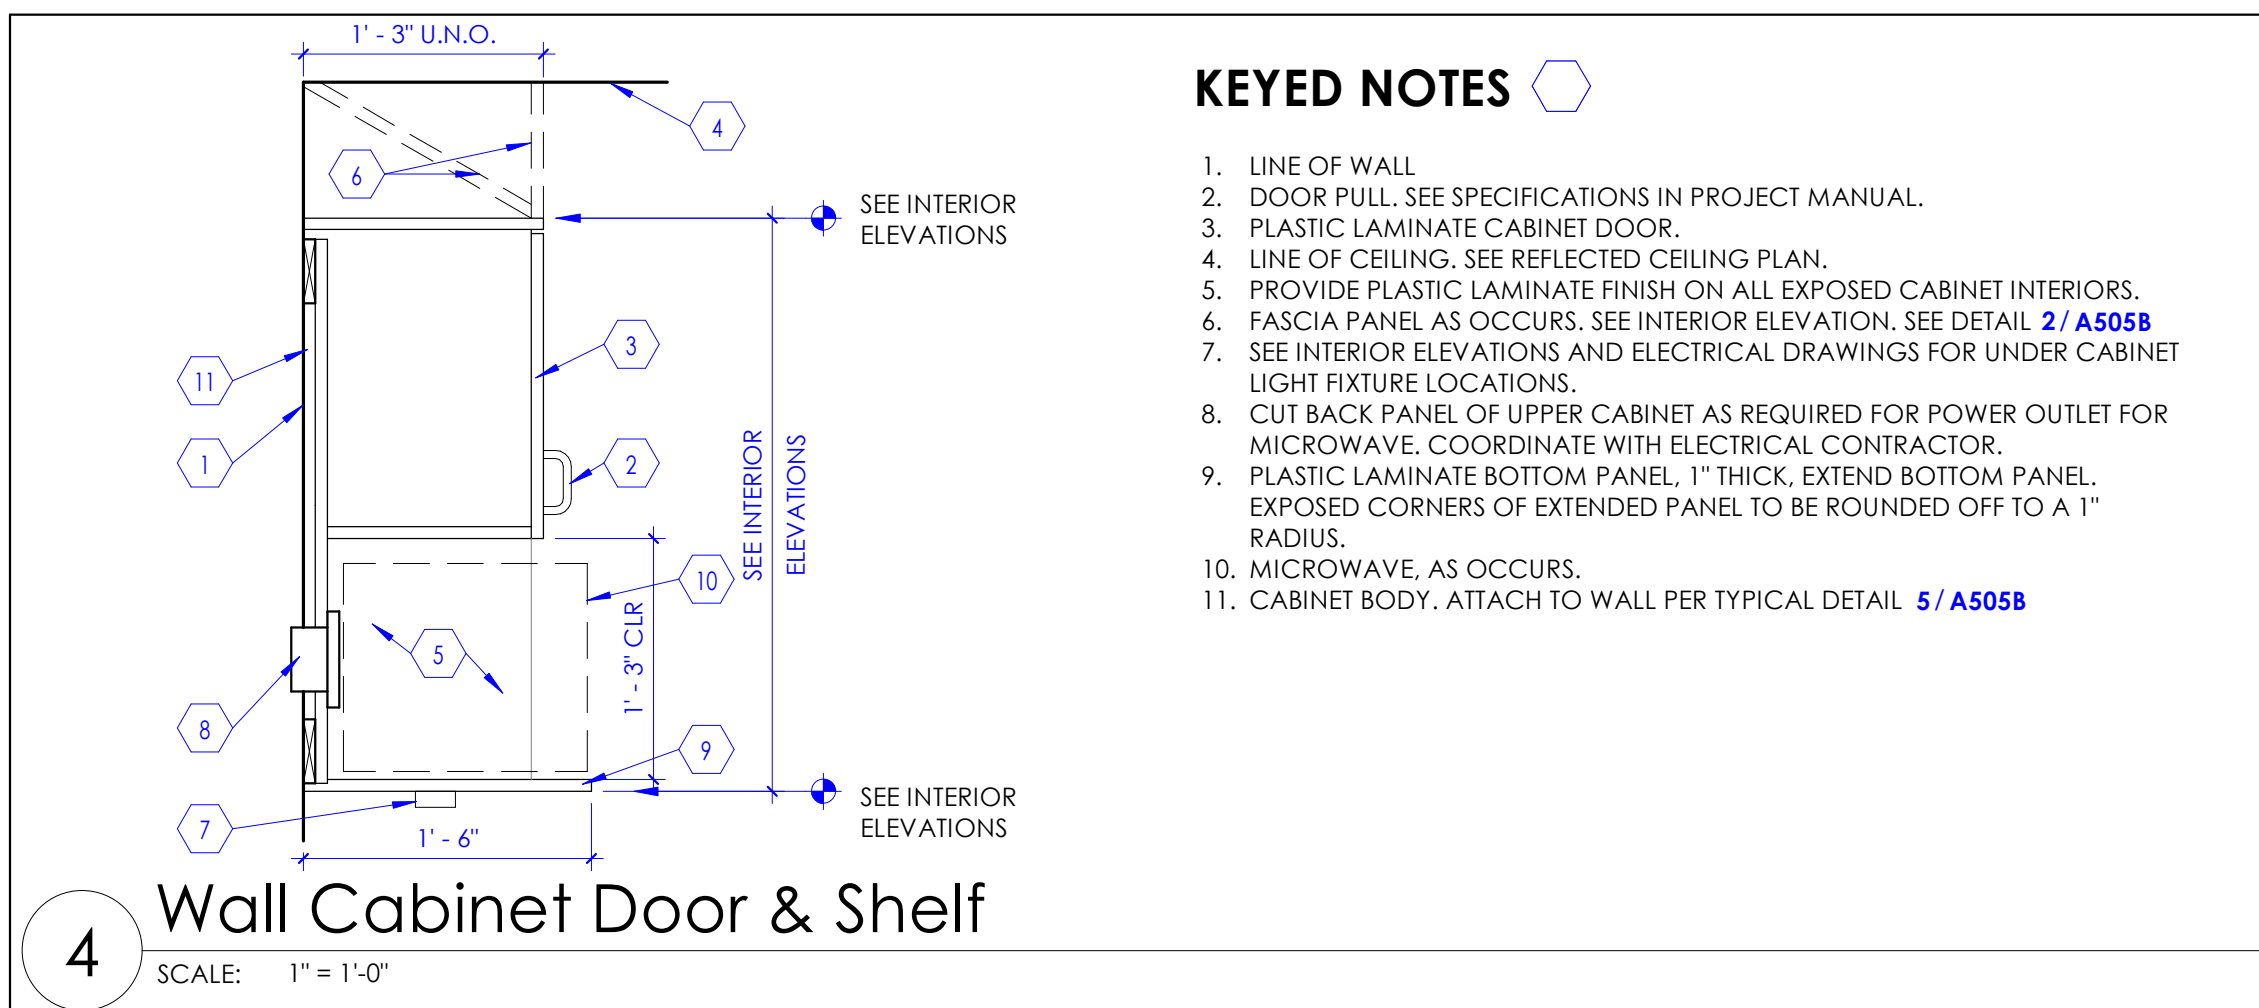 1' - 3" U.N.O.
4
6
SEE INTERIOR
ELEVATIONS
3
11
1
2
SEE INTERIOR
ELEVATIONS
10
1' - 3" CLR
5
8
9
7
SEE INTERIOR
ELEVATIONS
1' - 6"
KEYED NOTES
1. LINE OF WALL
2. DOOR PULL. SEE SPECIFICATIONS IN PROJECT MANUAL.
3. PLASTIC LAMINATE CABINET DOOR.
4. LINE OF CEILING. SEE REFLECTED CEILING PLAN.
5. PROVIDE PLASTIC LAMINATE FINISH ON ALL EXPOSED CABINET INTERIORS.
6. FASCIA PANEL AS OCCURS. SEE INTERIOR ELEVATION. SEE DETAIL 2 / A505B
7. SEE INTERIOR ELEVATIONS AND ELECTRICAL DRAWINGS FOR UNDER CABINET
LIGHT FIXTURE LOCATIONS.
8. CUT BACK PANEL OF UPPER CABINET AS REQUIRED FOR POWER OUTLET FOR
MICROWAVE. COORDINATE WITH ELECTRICAL CONTRACTOR.
9. PLASTIC LAMINATE BOTTOM PANEL, 1" THICK, EXTEND BOTTOM PANEL.
EXPOSED CORNERS OF EXTENDED PANEL TO BE ROUNDED OFF TO A 1"
RADIUS.
10. MICROWAVE, AS OCCURS.
11. CABINET BODY. ATTACH TO WALL PER TYPICAL DETAIL 5 / A505B
4
Wall Cabinet Door & Shelf
SCALE: 1" = 1'-0"